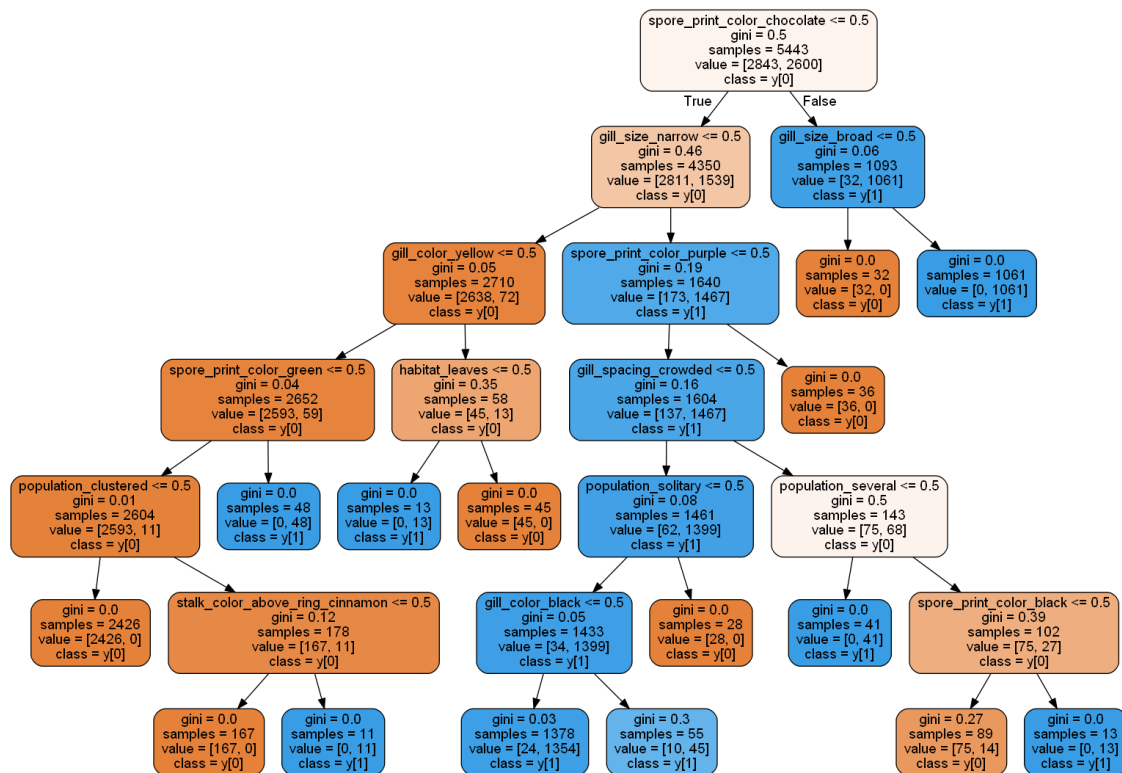 spore_print_color_chocolate <= 0.5
gini = 0.5
samples = 5443
value = [2843, 2600]
class = y[0]
True
False
gill_size_narrow <= 0.5
gini = 0.46
samples = 4350
value = [2811, 1539]
class = y[0]
gill_size_broad <= 0.5
gini = 0.06
samples = 1093
value = [32, 1061]
class = y[1]
gill_color_yellow <= 0.5
gini = 0.05
samples = 2710
value = [2638, 72]
class = y[0]
spore_print_color_purple <= 0.5
gini = 0.19
samples = 1640
value = [173, 1467]
class = y[1]
gini = 0.0
samples = 32
value = [32, 0]
class = y[0]
gini = 0.0
samples = 1061
value = [0, 1061]
class = y[1]
spore_print_color_green <= 0.5
gini = 0.04
samples = 2652
value = [2593, 59]
class = y[0]
habitat_leaves <= 0.5
gini = 0.35
samples = 58
value = [45, 13]
class = y[0]
gill_spacing_crowded <= 0.5
gini = 0.16
samples = 1604
value = [137, 1467]
class = y[1]
gini = 0.0
samples = 36
value = [36, 0]
class = y[0]
population_clustered <= 0.5
gini = 0.01
samples = 2604
value = [2593, 11]
class = y[0]
gini = 0.0
samples = 48
value = [0, 48]
class = y[1]
gini = 0.0
samples = 13
value = [0, 13]
class = y[1]
gini = 0.0
samples = 45
value = [45, 0]
class = y[0]
population_solitary <= 0.5
gini = 0.08
samples = 1461
value = [62, 1399]
class = y[1]
population_several <= 0.5
gini = 0.5
samples = 143
value = [75, 68]
class = y[0]
gini = 0.0
samples = 2426
value = [2426, 0]
class = y[0]
stalk_color_above_ring_cinnamon <= 0.5
gini = 0.12
samples = 178
value = [167, 11]
class = y[0]
gill_color_black <= 0.5
gini = 0.05
samples = 1433
value = [34, 1399]
class = y[1]
gini = 0.0
samples = 28
value = [28, 0]
class = y[0]
gini = 0.0
samples = 41
value = [0, 41]
class = y[1]
spore_print_color_black <= 0.5
gini = 0.39
samples = 102
value = [75, 27]
class = y[0]
gini = 0.0
samples = 167
value = [167, 0]
class = y[0]
gini = 0.0
samples = 11
value = [0, 11]
class = y[1]
gini = 0.03
samples = 1378
value = [24, 1354]
class = y[1]
gini = 0.3
samples = 55
value = [10, 45]
class = y[1]
gini = 0.27
samples = 89
value = [75, 14]
class = y[0]
gini = 0.0
samples = 13
value = [0, 13]
class = y[1]